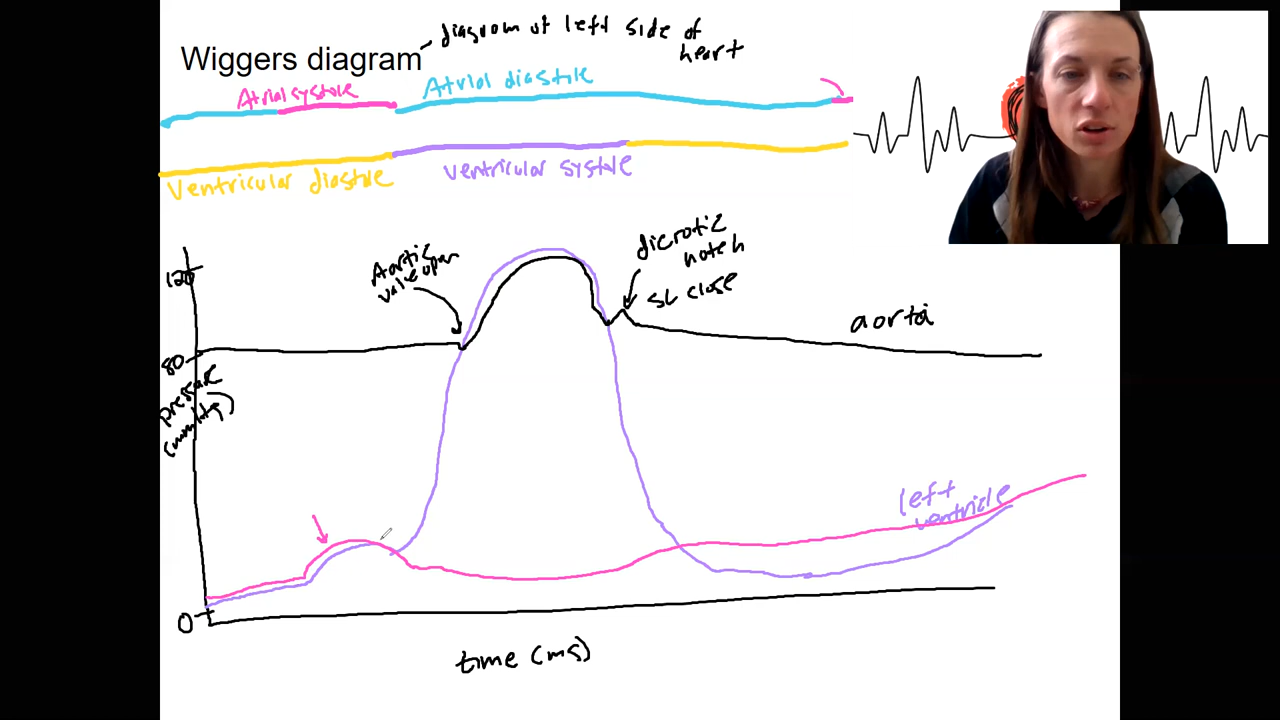 Wiggers diagram
diagram of left side of
heart
Atrial systole
Atrial diastole
Ventricular diastole
ventricular systole
120
Aortic
valve open
dicrotic
notch
SL close
aorta
80
pressure
(mmHg)
left
ventricle
0
time (ms)